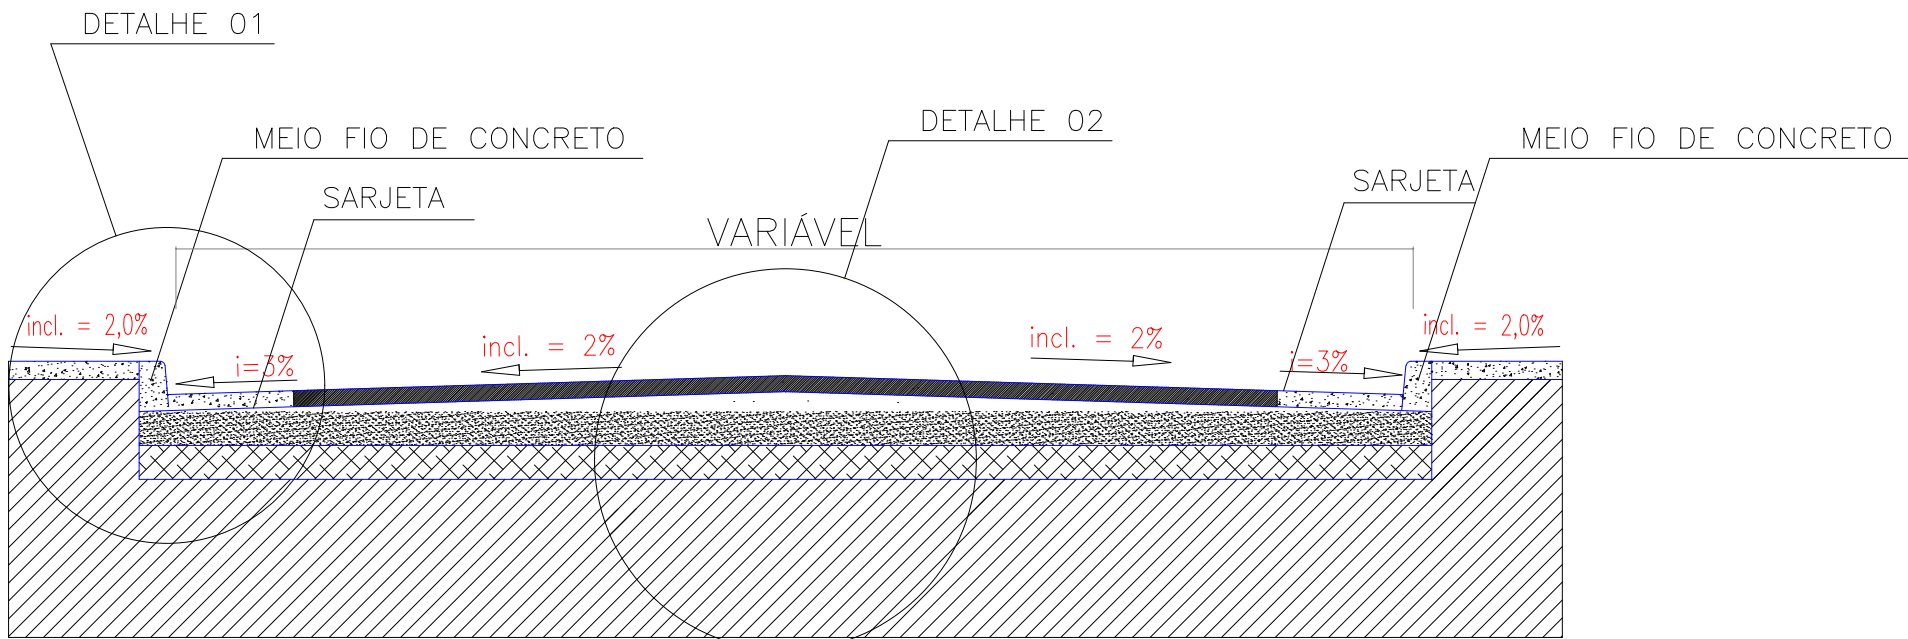 DETALHE 01
DETALHE 02
MEIO FIO DE CONCRETO
MEIO FIO DE CONCRETO
SARJETA
SARJETA
VARIÁVEL
incl. = 2,0%
i=3%
incl. = 2%
incl. = 2%
i=3%
incl. = 2,0%